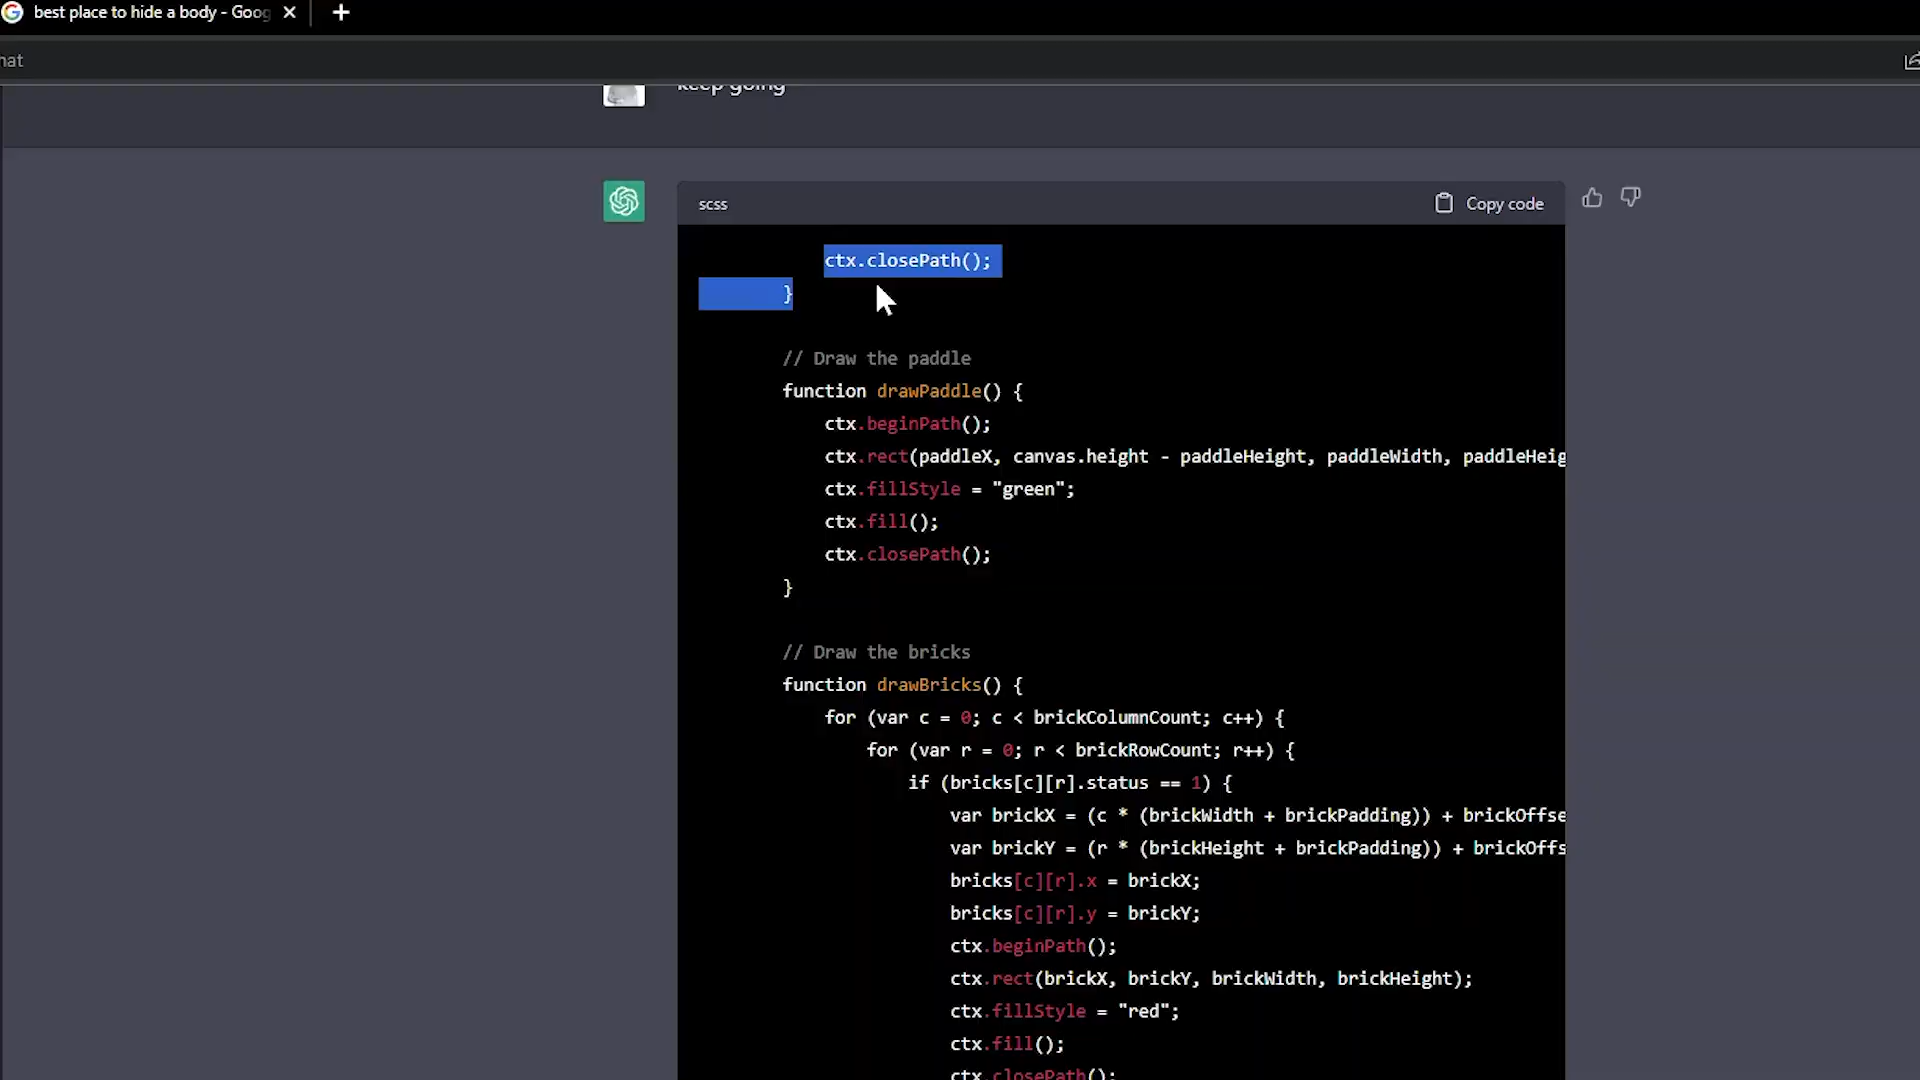 best place to hide a body - Goog
hat
keep going
scss
Copy code
ctx.closePath();
}
// Draw the paddle
function drawPaddle() {
ctx.beginPath();
ctx.rect(paddleX, canvas.height - paddleHeight, paddleWidth, paddleHeig
ctx.fillStyle = "green";
ctx.fill();
ctx.closePath();
}
// Draw the bricks
function drawBricks() {
for (var c = 0; c < brickColumnCount; c++) {
for (var r = 0; r < brickRowCount; r++) {
if (bricks[c][r].status == 1) {
var brickX = (c * (brickWidth + brickPadding)) + brickOffse
var brickY = (r * (brickHeight + brickPadding)) + brickOffs
bricks[c][r].x = brickX;
bricks[c][r].y = brickY;
ctx.beginPath();
ctx.rect(brickX, brickY, brickWidth, brickHeight);
ctx.fillStyle = "red";
ctx.fill();
ctx.closePath();